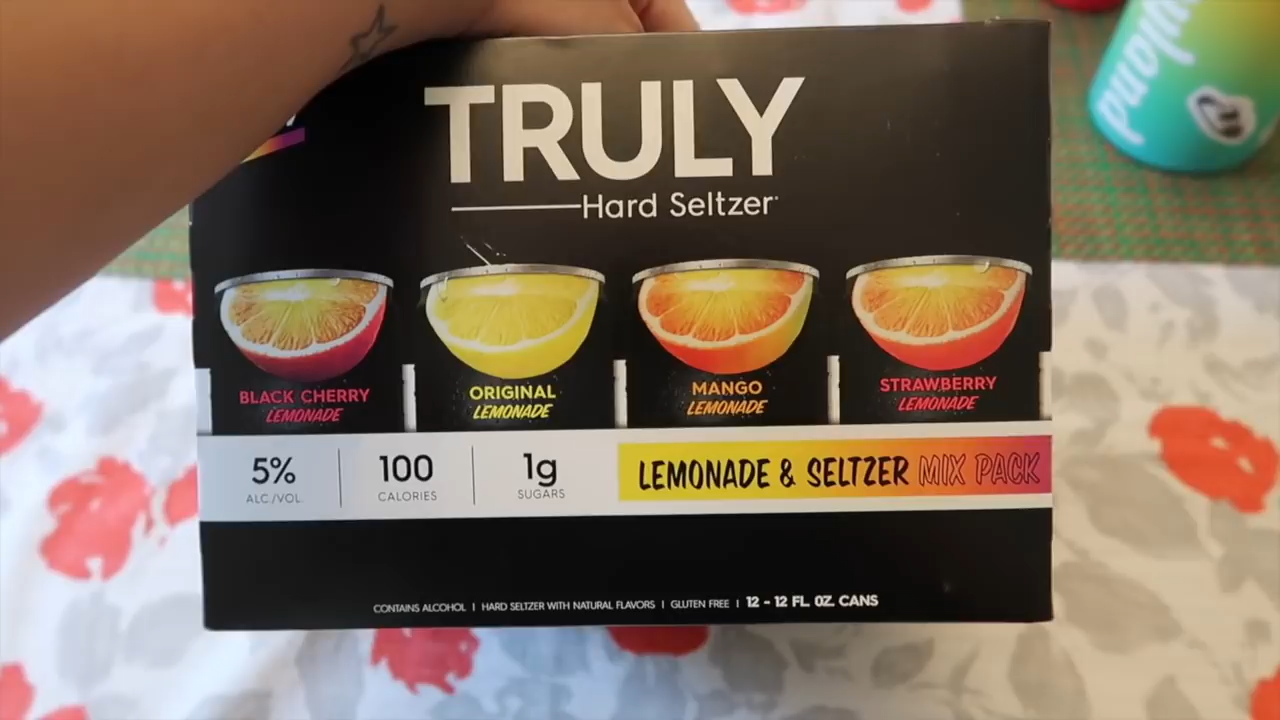 TRULY
Hard Seltzer
BLACK CHERRY
LEMONADE
ORIGINAL
LEMONADE
MANGO
LEMONADE
STRAWBERRY
LEMONADE
5%
ALC./VOL.
100
CALORIES
1g
SUGARS
LEMONADE & SELTZER MIX PACK
CONTAINS ALCOHOL | HARD SELTZER WITH NATURAL FLAVORS | GLUTEN FREE | 12 - 12 FL. OZ. CANS